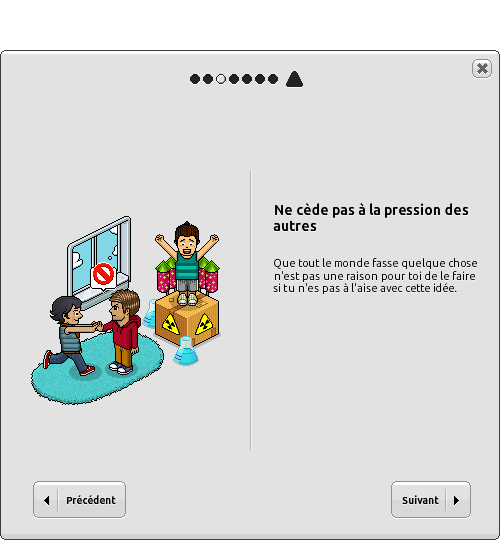 Ne cède pas à la pression des
autres
Que tout le monde fasse quelque chose
n'est pas une raison pour toi de le faire
si tu n'es pas à l'aise avec cette idée.
Précédent
Suivant